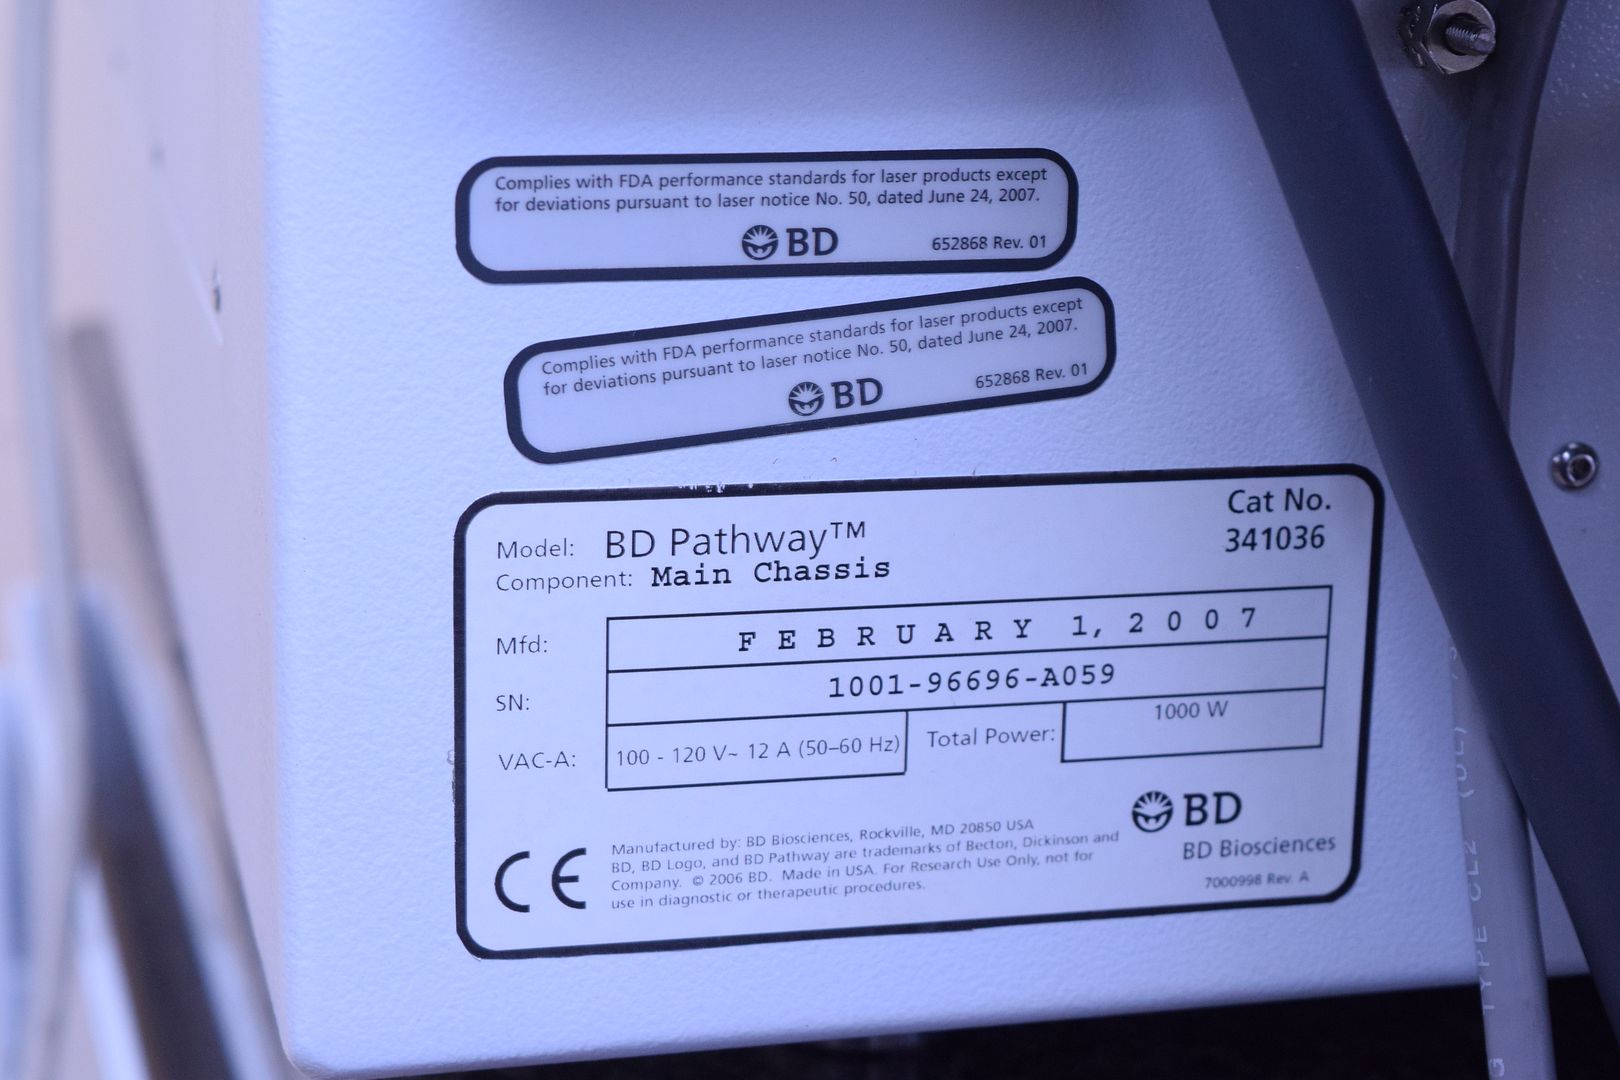 Complies with FDA performance standards for laser products except
for deviations pursuant to laser notice No. 50, dated June 24, 2007.
BD 652868 Rev. 01
Complies with FDA performance standards for laser products except
for deviations pursuant to laser notice No. 50, dated June 24, 2007.
BD 652868 Rev. 01
Model: BD Pathway™
Component: Main Chassis
Cat No.
341036
Mfd: FEBRUARY 1, 2007
SN: 1001-96696-A059
VAC-A: 100 - 120 V~ 12 A (50–60 Hz) Total Power: 1000 W
CE
Manufactured by: BD Biosciences, Rockville, MD 20850 USA
BD, BD Logo, and BD Pathway are trademarks of Becton, Dickinson and
Company. © 2006 BD. Made in USA. For Research Use Only, not for
use in diagnostic or therapeutic procedures.
BD
BD Biosciences
7000998 Rev. A
TYPE CL2 (UL)